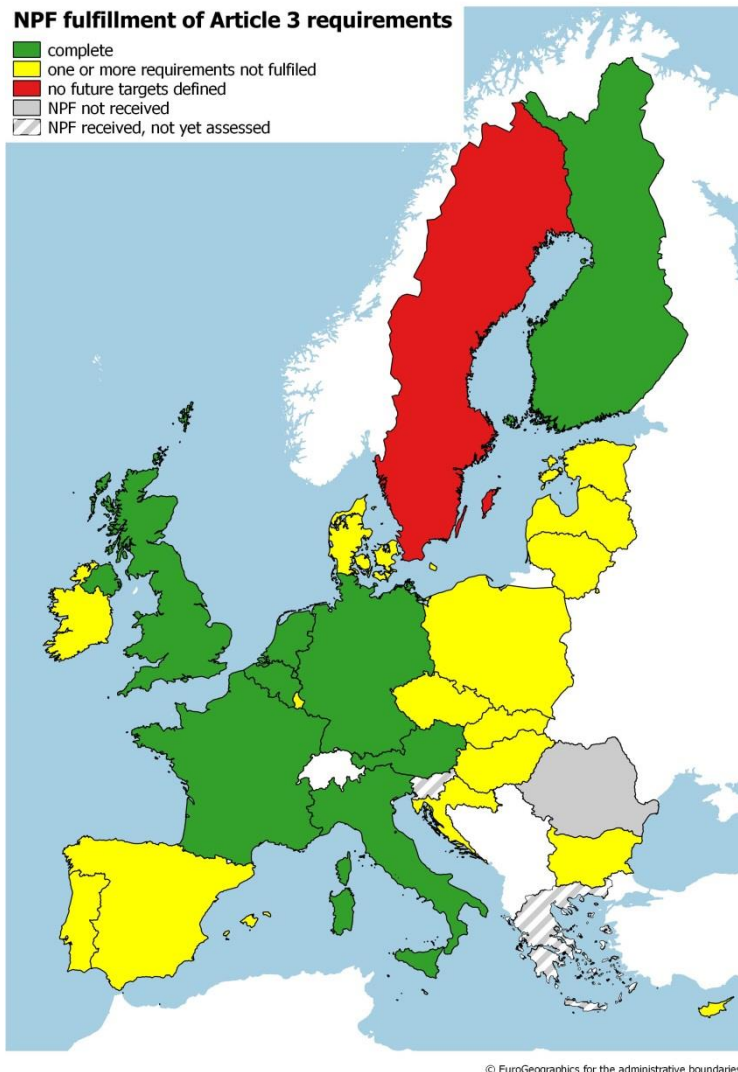 NPF fulfillment of Article 3 requirements
complete
one or more requirements not fulfiled
no future targets defined
NPF not received
NPF received, not yet assessed
© EuroGeographics for the administrative boundaries